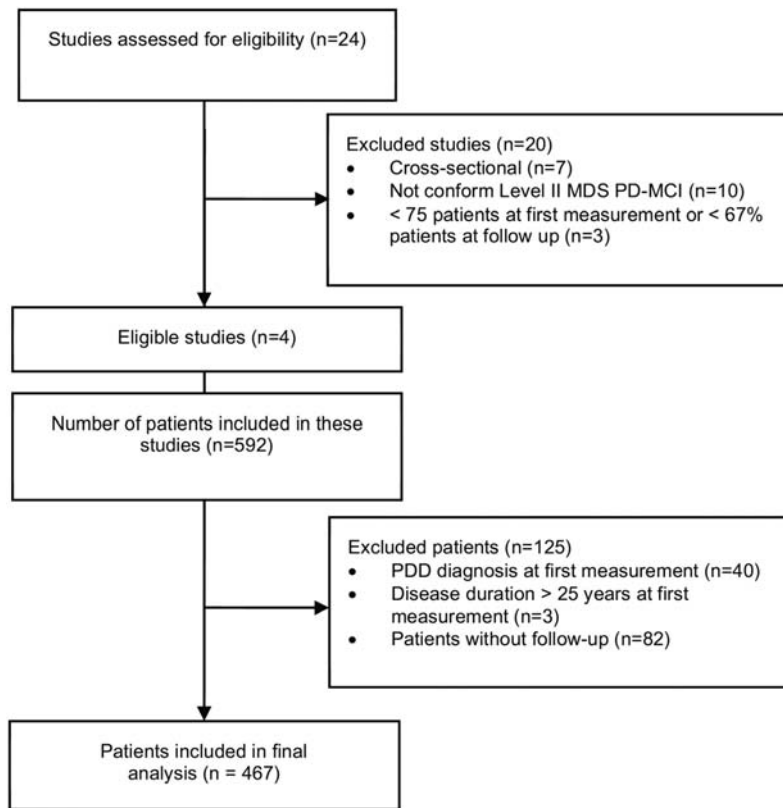 Studies assessed for eligibility (n=24)
Excluded studies (n=20)
• Cross-sectional (n=7)
• Not conform Level II MDS PD-MCI (n=10)
• < 75 patients at first measurement or < 67%
patients at follow up (n=3)
Eligible studies (n=4)
Number of patients included in these
studies (n=592)
Excluded patients (n=125)
• PDD diagnosis at first measurement (n=40)
• Disease duration > 25 years at first
measurement (n=3)
• Patients without follow-up (n=82)
Patients included in final
analysis (n = 467)